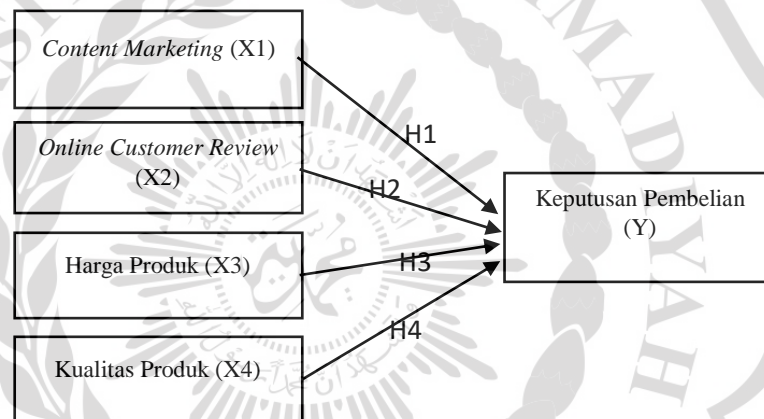 Content Marketing (X1)
H1
Online Customer Review
(X2)
H2
Keputusan Pembelian
(Y)
Harga Produk (X3)
H3
H4
Kualitas Produk (X4)
MADIYAH